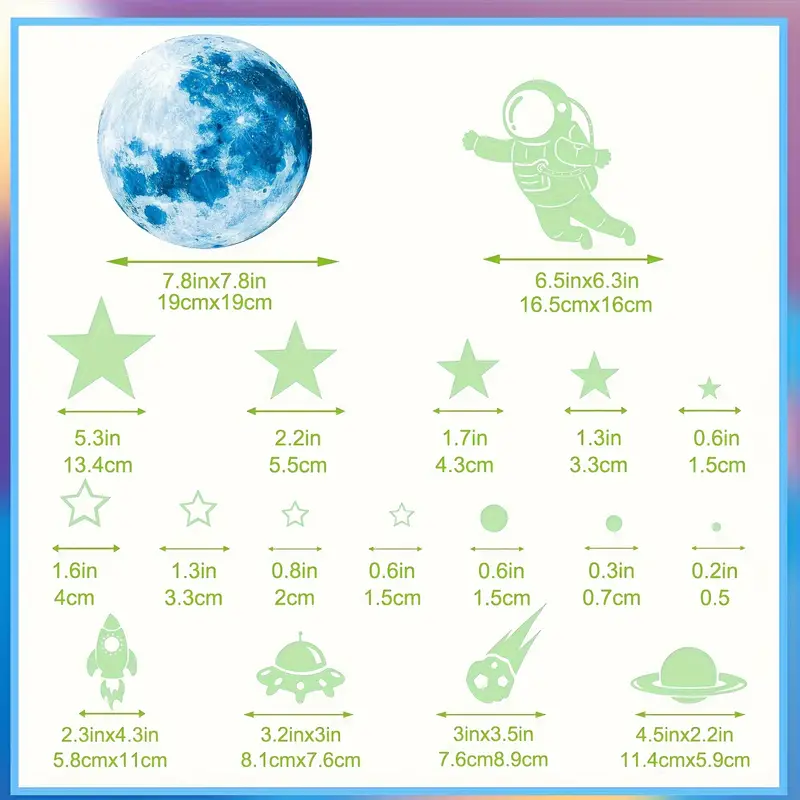 7.8inx7.8in
19cmx19cm
6.5inx6.3in
16.5cmx16cm
5.3in
13.4cm
2.2in
5.5cm
1.7in
4.3cm
1.3in
3.3cm
0.6in
1.5cm
1.6in
4cm
1.3in
3.3cm
0.8in
2cm
0.6in
1.5cm
0.6in
1.5cm
0.3in
0.7cm
0.2in
0.5
2.3inx4.3in
5.8cmx11cm
3.2inx3in
8.1cmx7.6cm
3inx3.5in
7.6cm8.9cm
4.5inx2.2in
11.4cmx5.9cm